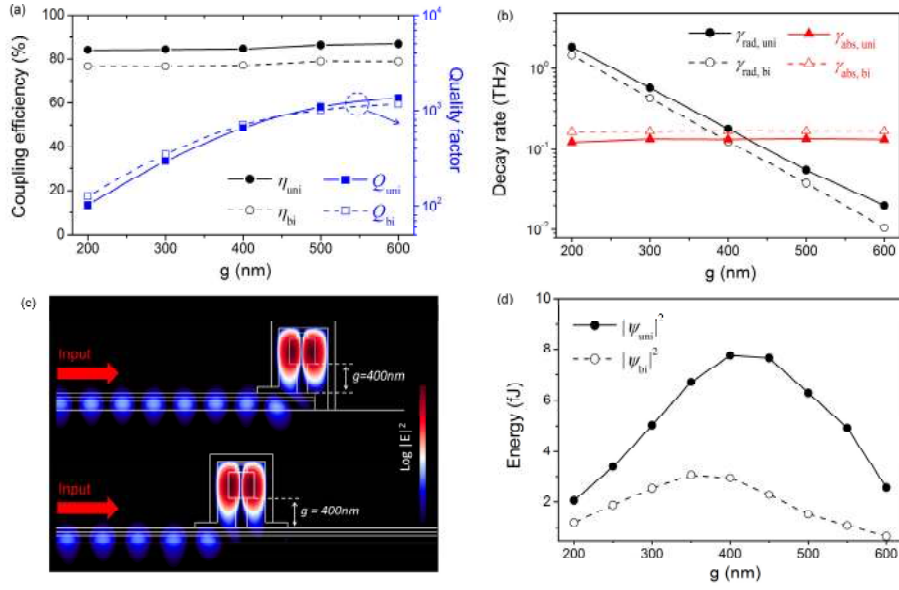 (a)
100
80
60
40
20
0
Coupling efficiency (%)
10^4
10^3
10^2
Quality factor
η_uni
η_bi
Q_uni
Q_bi
200 300 400 500 600
g (nm)
(b)
10^0
10^-1
10^-2
Decay rate (THz)
γ_rad, uni
γ_rad, bi
γ_abs, uni
γ_abs, bi
200 300 400 500 600
g (nm)
(c)
Input
g=400nm
Log |E|^2
Input
g = 400nm
(d)
10
8
6
4
2
Energy (fJ)
|ψ_uni|^2
|ψ_bi|^2
200 300 400 500 600
g (nm)